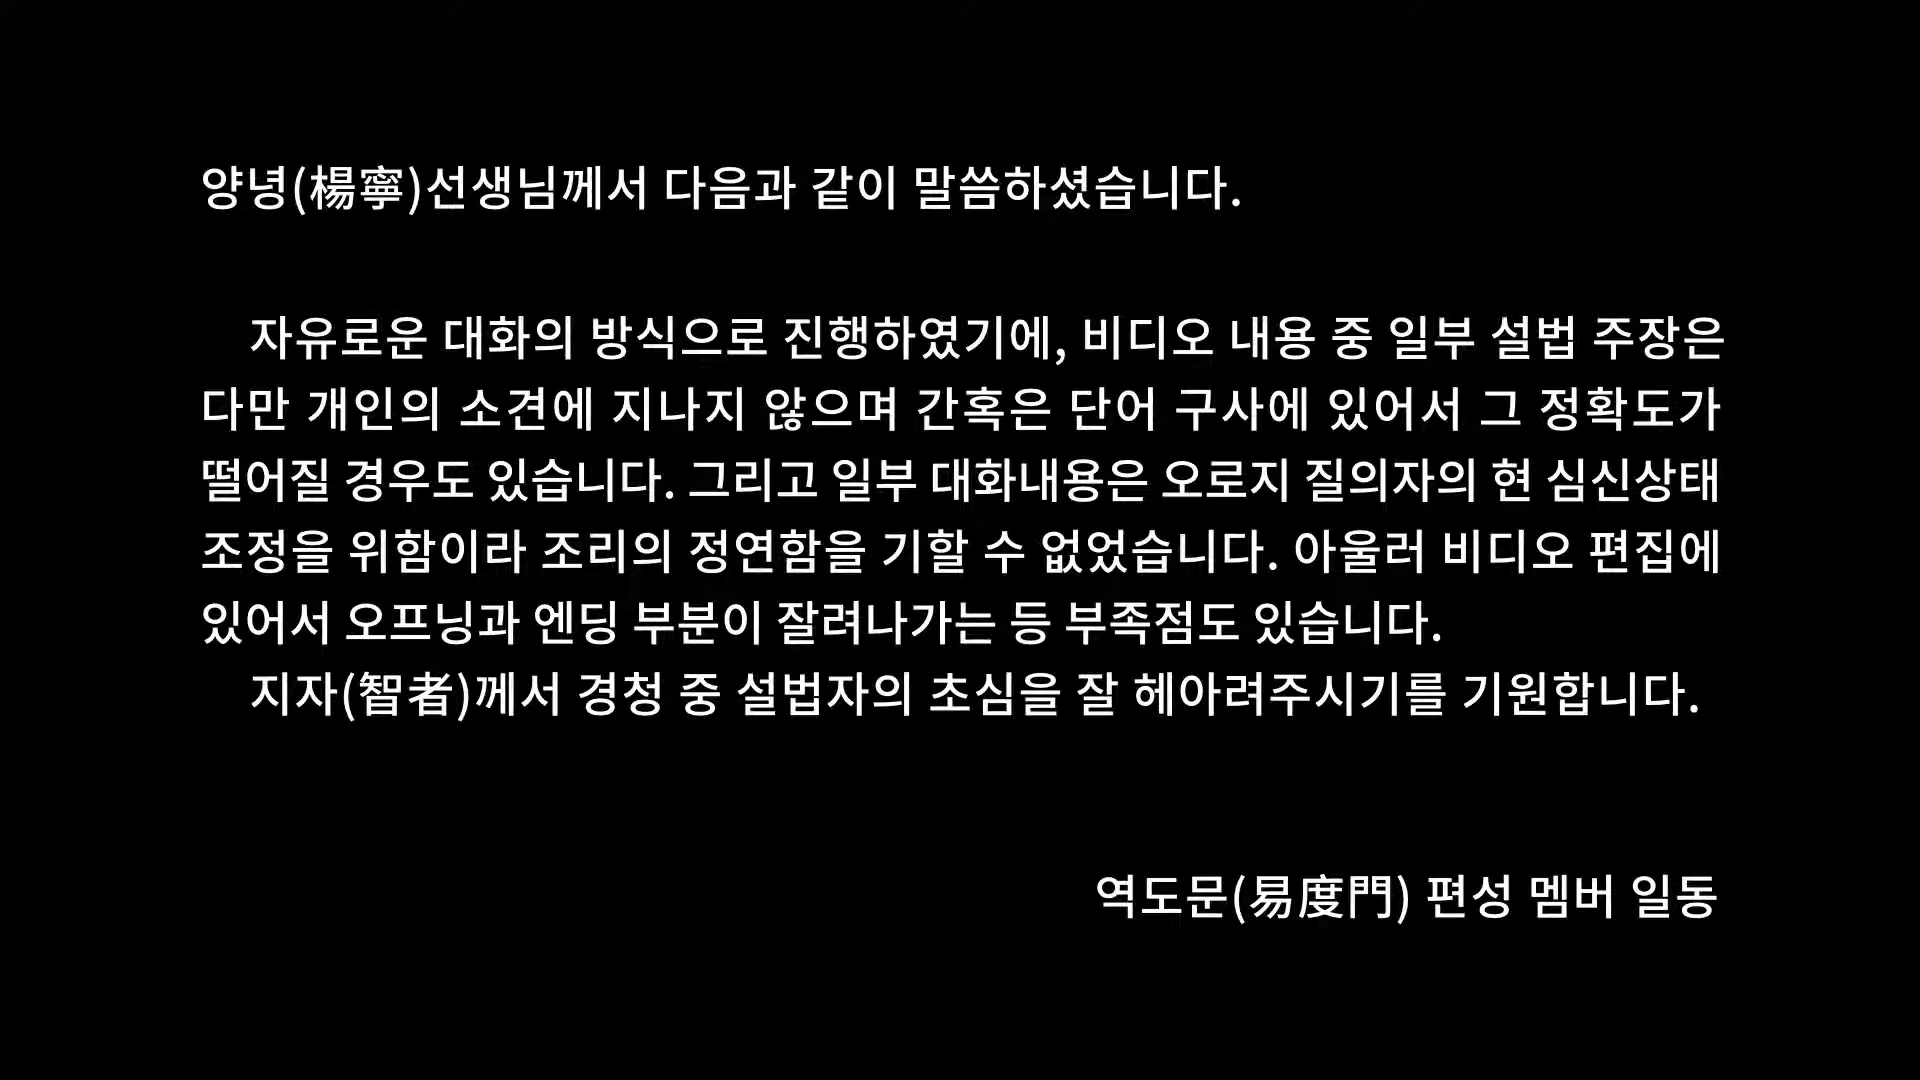 양녕(楊寧)선생님께서 다음과 같이 말씀하셨습니다.
자유로운 대화의 방식으로 진행하였기에, 비디오 내용 중 일부 설법 주장은
다만 개인의 소견에 지나지 않으며 간혹은 단어 구사에 있어서 그 정확도가
떨어질 경우도 있습니다. 그리고 일부 대화내용은 오로지 질의자의 현 심신상태
조정을 위함이라 조리의 정연함을 기할 수 없었습니다. 아울러 비디오 편집에
있어서 오프닝과 엔딩 부분이 잘려나가는 등 부족점도 있습니다.
지자(智者)께서 경청 중 설법자의 초심을 잘 헤아려주시기를 기원합니다.
역도문(易度門) 편성 멤버 일동